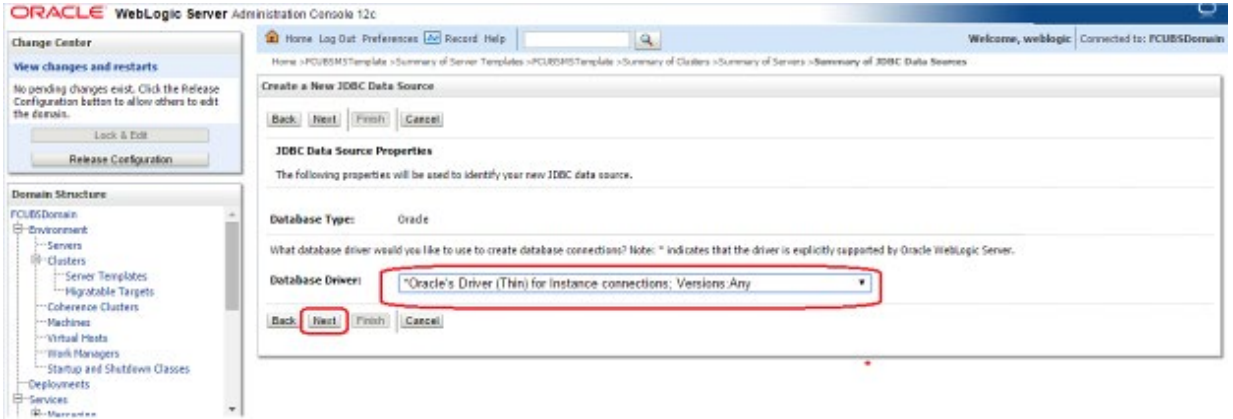 ORACLE WebLogic Server Administration Console 12c
Change Center
View changes and restarts
No pending changes exist. Click the Release
Configuration button to allow others to edit
the domain.
Lock & Edit
Release Configuration
Domain Structure
FCUBSDomain
Environment
Servers
Clusters
Server Templates
Migratable Targets
Coherence Clusters
Machines
Virtual Hosts
Work Managers
Startup and Shutdown Classes
Deployments
Services
Messaging
Home Log Out Preferences Record Help
Welcome, weblogic Connected to: FCUBSDomain
Home >FCUBSMSTemplate >Summary of Server Templates >FCUBSMSTemplate >Summary of Clusters >Summary of Servers >Summary of JDBC Data Sources
Create a New JDBC Data Source
Back Next Finish Cancel
JDBC Data Source Properties
The following properties will be used to identify your new JDBC data source.
Database Type: Oracle
What database driver would you like to use to create database connections? Note: * indicates that the driver is explicitly supported by Oracle WebLogic Server.
Database Driver: *Oracle's Driver (Thin) for Instance connections; Versions:Any
Back Next Finish Cancel